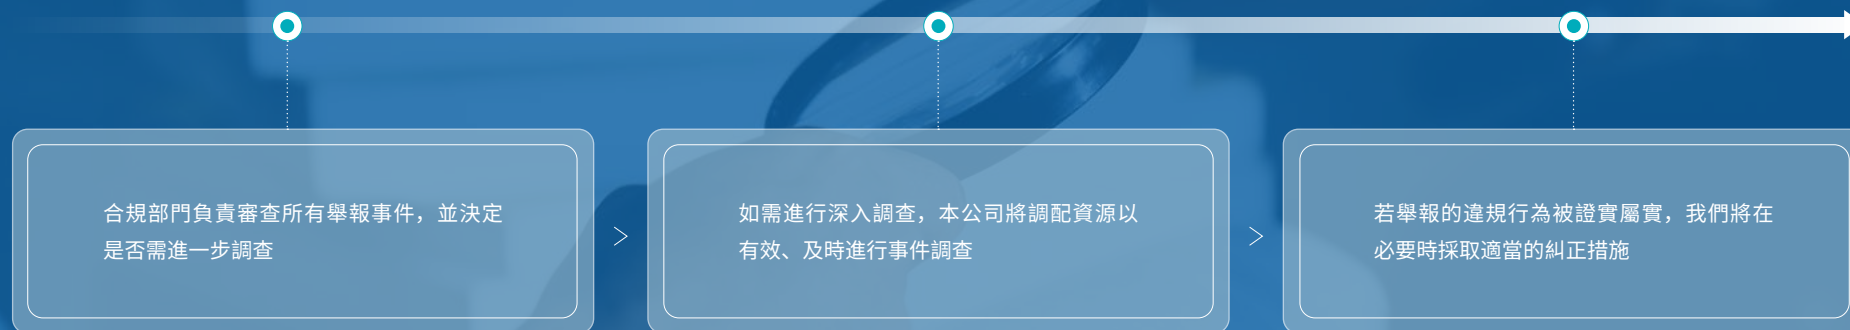 合規部門負責審查所有舉報事件，並決定
是否需進一步調查
如需進行深入調查，本公司將調配資源以
有效、及時進行事件調查
若舉報的違規行為被證實屬實，我們將在
必要時採取適當的糾正措施